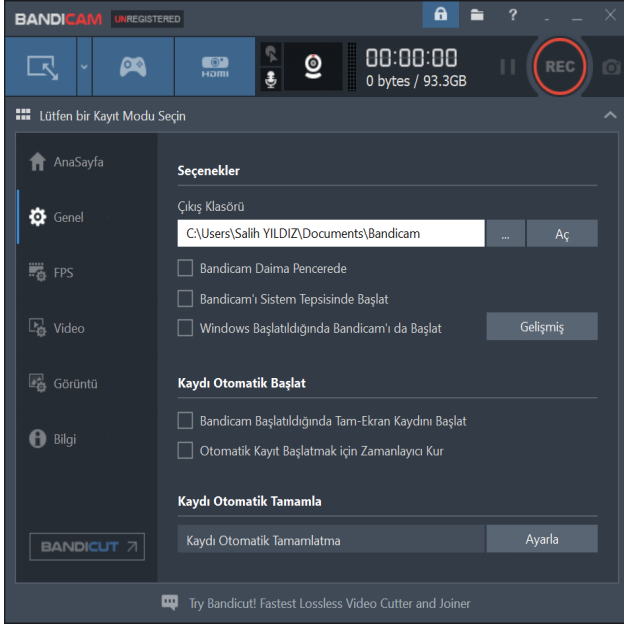 BANDICAM UNREGISTERED ?
HDMI 00:00:00 REC
0 bytes / 93.3GB
Lütfen bir Kayıt Modu Seçin
AnaSayfa
Genel
FPS
Video
Görüntü
Bilgi
BANDICUT
Seçenekler
Çıkış Klasörü
C:\Users\Salih YILDIZ\Documents\Bandicam ... Aç
Bandicam Daima Pencerede
Bandicam'ı Sistem Tepsisinde Başlat
Windows Başlatıldığında Bandicam'ı da Başlat Gelişmiş
Kaydı Otomatik Başlat
Bandicam Başlatıldığında Tam-Ekran Kaydını Başlat
Otomatik Kayıt Başlatmak için Zamanlayıcı Kur
Kaydı Otomatik Tamamla
Kaydı Otomatik Tamamlatma Ayarla
Try Bandicut! Fastest Lossless Video Cutter and Joiner